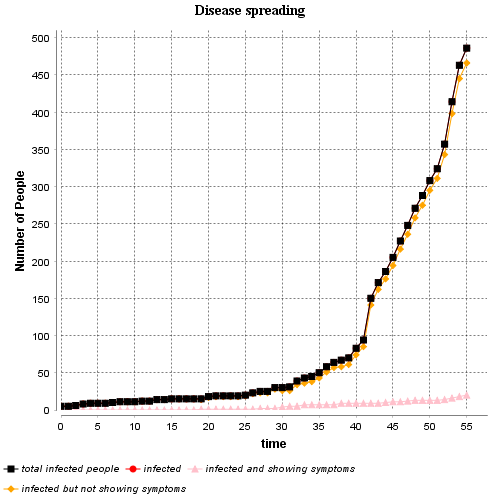 Disease spreading
500
450
400
350
300
250
200
150
100
50
0
Number of People
0 5 10 15 20 25 30 35 40 45 50 55
time
total infected people infected infected and showing symptoms
infected but not showing symptoms